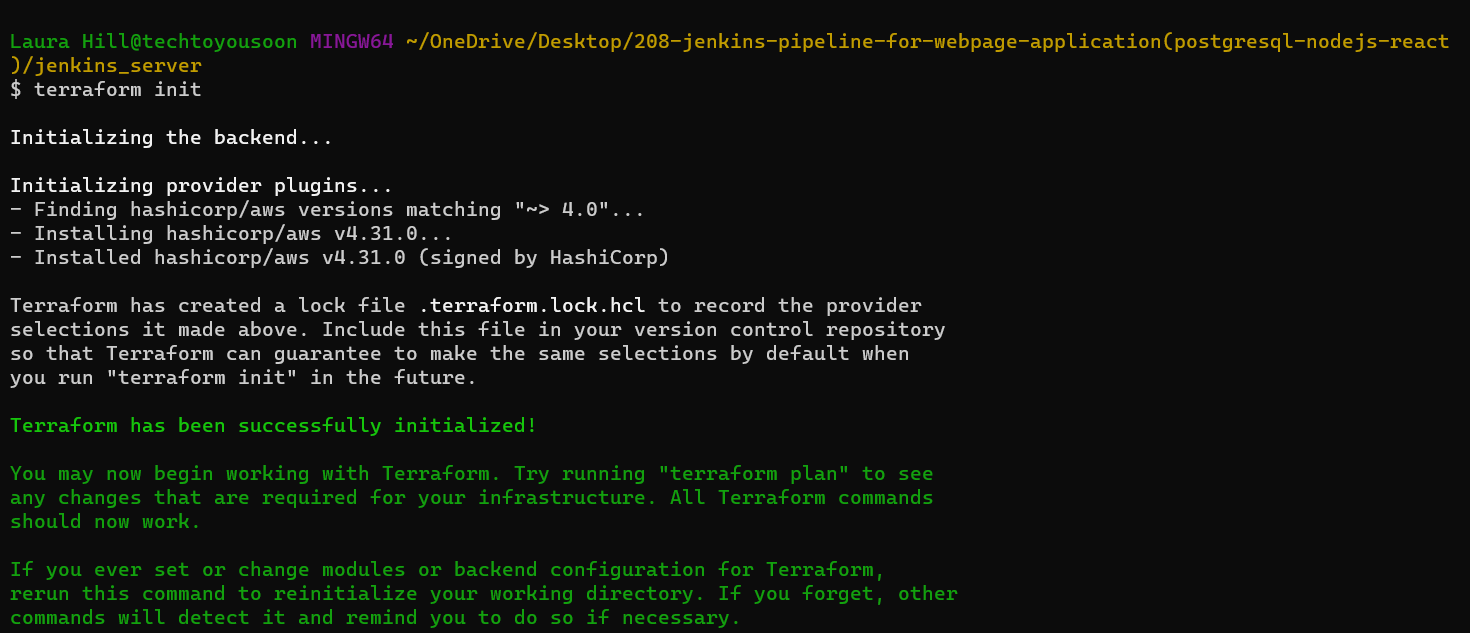 Laura Hill@techtoyousoon MINGW64 ~/OneDrive/Desktop/208-jenkins-pipeline-for-webpage-application(postgresql-nodejs-react
)/jenkins_server
$ terraform init
Initializing the backend...
Initializing provider plugins...
- Finding hashicorp/aws versions matching "~> 4.0"...
- Installing hashicorp/aws v4.31.0...
- Installed hashicorp/aws v4.31.0 (signed by HashiCorp)
Terraform has created a lock file .terraform.lock.hcl to record the provider
selections it made above. Include this file in your version control repository
so that Terraform can guarantee to make the same selections by default when
you run "terraform init" in the future.
Terraform has been successfully initialized!
You may now begin working with Terraform. Try running "terraform plan" to see
any changes that are required for your infrastructure. All Terraform commands
should now work.
If you ever set or change modules or backend configuration for Terraform,
rerun this command to reinitialize your working directory. If you forget, other
commands will detect it and remind you to do so if necessary.